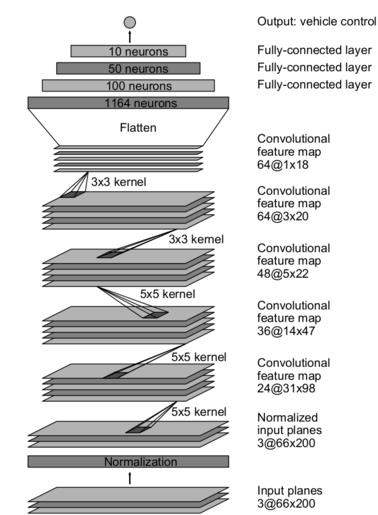 Output: vehicle control
10 neurons
Fully-connected layer
50 neurons
Fully-connected layer
100 neurons
Fully-connected layer
1164 neurons
Flatten
Convolutional
feature map
64@1x18
3x3 kernel
Convolutional
feature map
64@3x20
3x3 kernel
Convolutional
feature map
48@5x22
5x5 kernel
Convolutional
feature map
36@14x47
5x5 kernel
Convolutional
feature map
24@31x98
5x5 kernel
Normalized
input planes
3@66x200
Normalization
Input planes
3@66x200